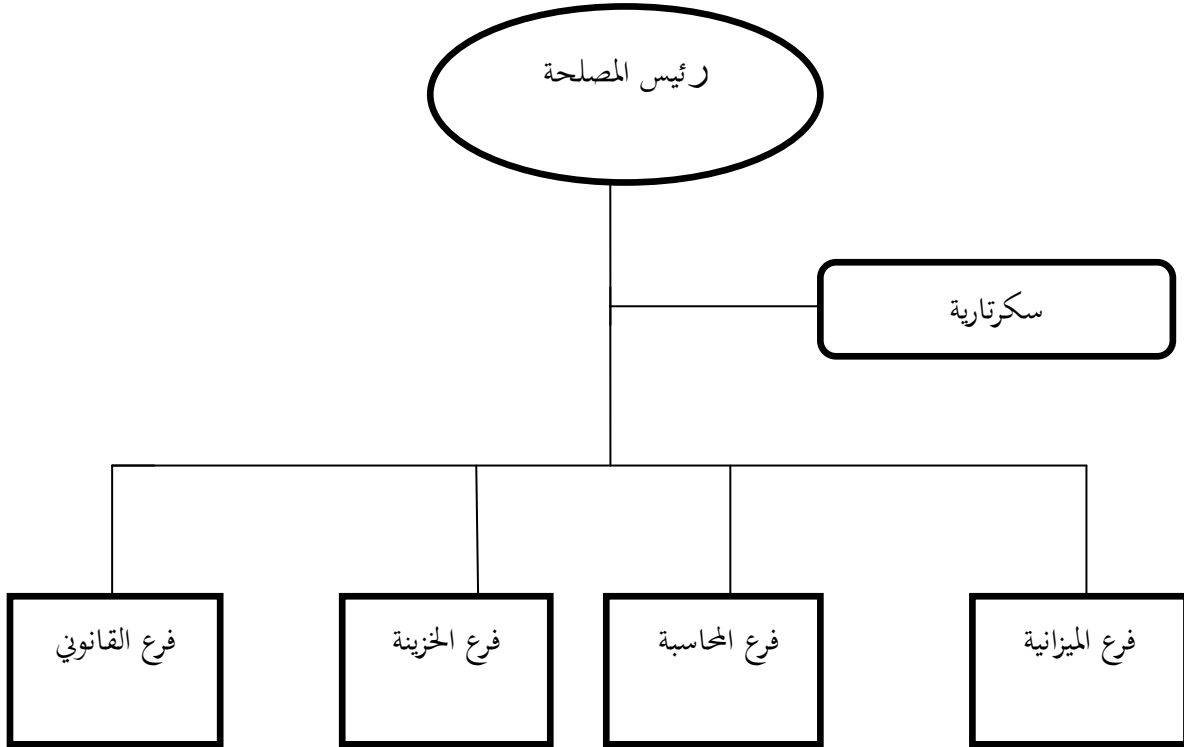 رئيس المصلحة
سكرتارية
فرع الميزانية
فرع المحاسبة
فرع الخزينة
فرع القانوني